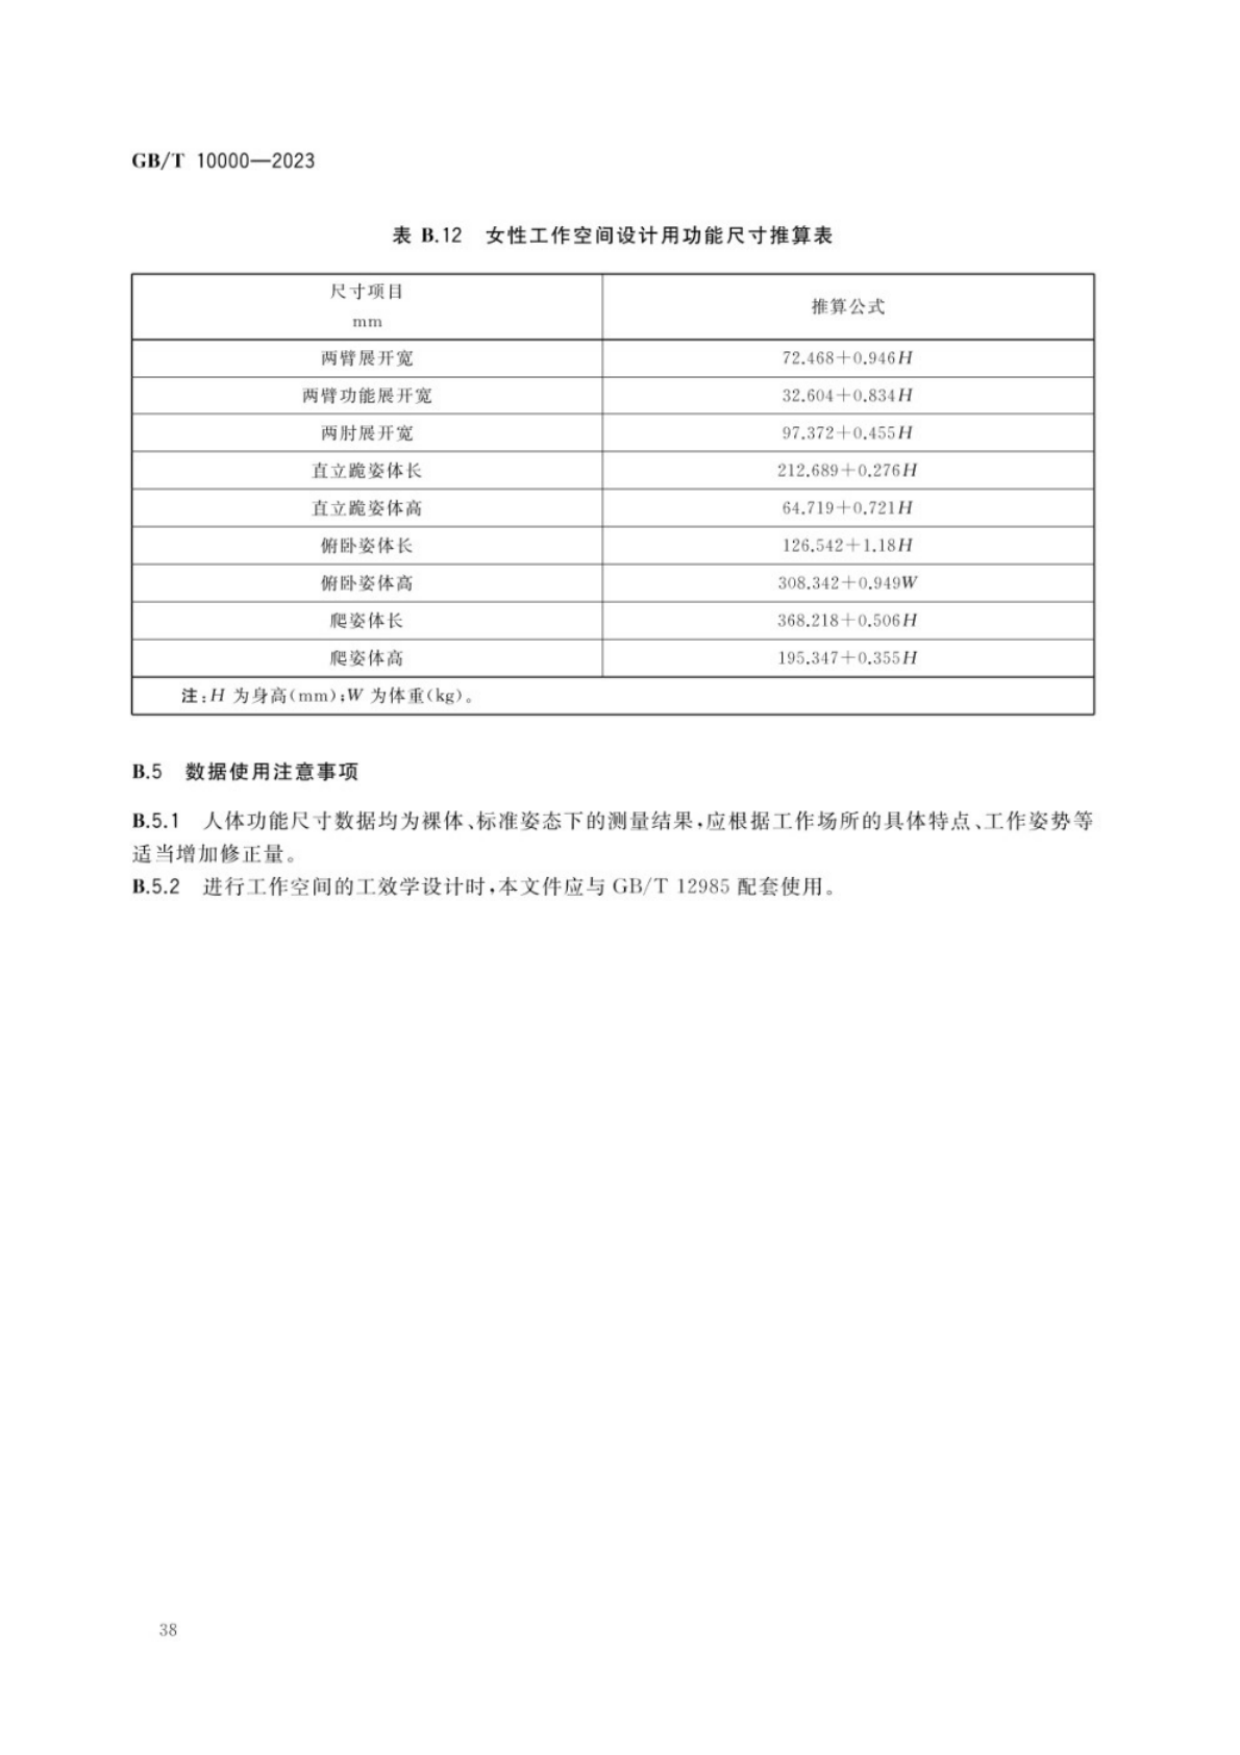 GB/T 10000—2023
表 B.12 女性工作空间设计用功能尺寸推算表
尺寸项目
mm
推算公式
两臂展开宽 72.468+0.946H
两臂功能展开宽 32.604+0.834H
两肘展开宽 97.372+0.455H
直立跪姿体长 212.689+0.276H
直立跪姿体高 64.719+0.721H
俯卧姿体长 126.542+1.18H
俯卧姿体高 308.342+0.949W
爬姿体长 368.218+0.506H
爬姿体高 195.347+0.355H
注:H 为身高(mm);W 为体重(kg)。
B.5 数据使用注意事项
B.5.1 人体功能尺寸数据均为裸体、标准姿态下的测量结果,应根据工作场所的具体特点、工作姿势等
适当增加修正量。
B.5.2 进行工作空间的工效学设计时,本文件应与 GB/T 12985 配套使用。
38